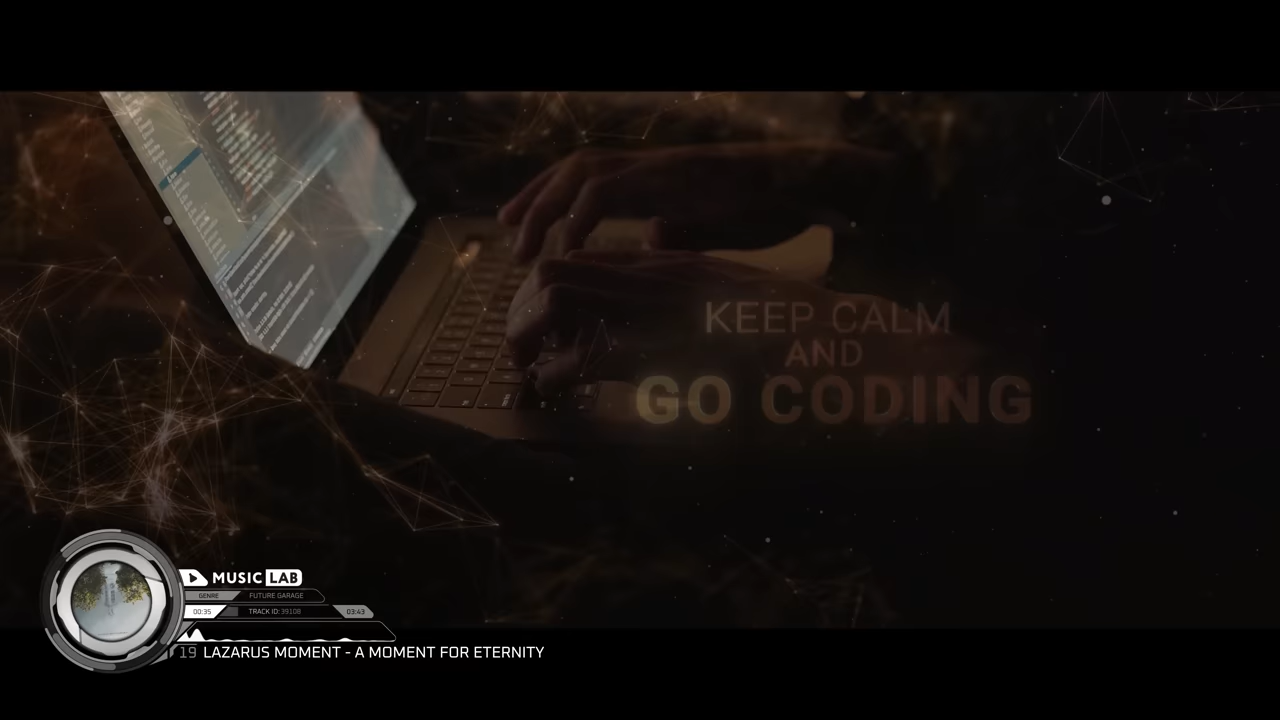 KEEP CALM
AND
GO CODING
MUSIC LAB
GENRE FUTURE GARAGE
00:35 TRACK ID: 39108 03:43
19 LAZARUS MOMENT - A MOMENT FOR ETERNITY